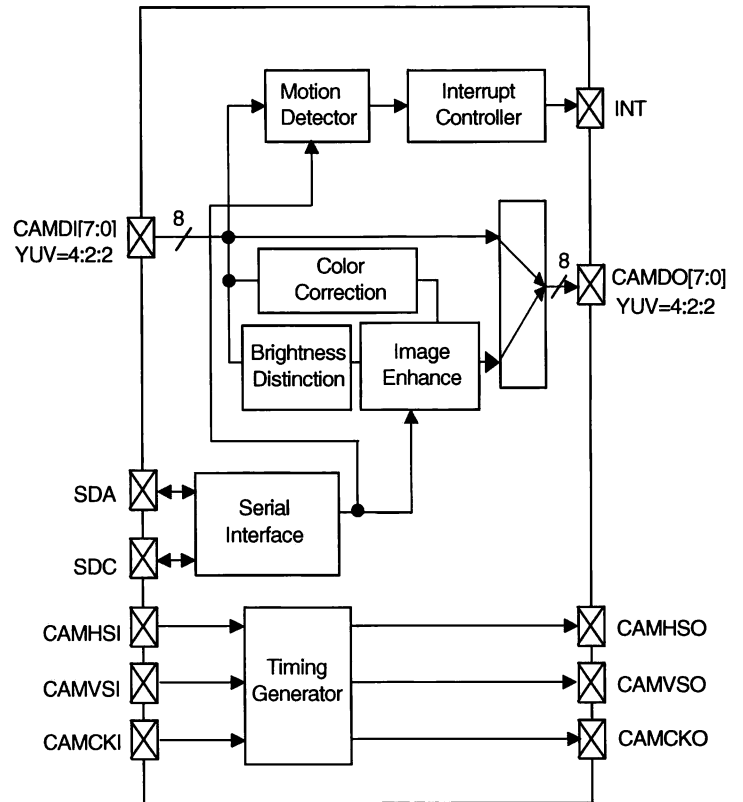 Motion
Detector
Interrupt
Controller
INT
8
CAMDI[7:0]
YUV=4:2:2
Color
Correction
8
CAMDO[7:0]
YUV=4:2:2
Brightness
Distinction
Image
Enhance
SDA
Serial
Interface
SDC
CAMHSI
CAMHSO
Timing
Generator
CAMVSI
CAMVSO
CAMCKI
CAMCKO